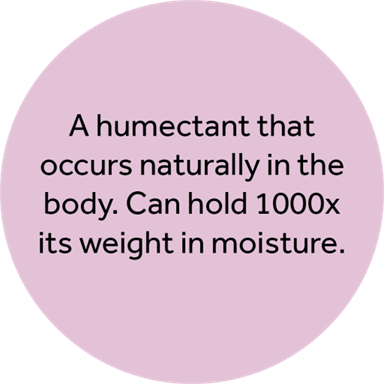 A humectant that
occurs naturally in the
body. Can hold 1000x
its weight in moisture.